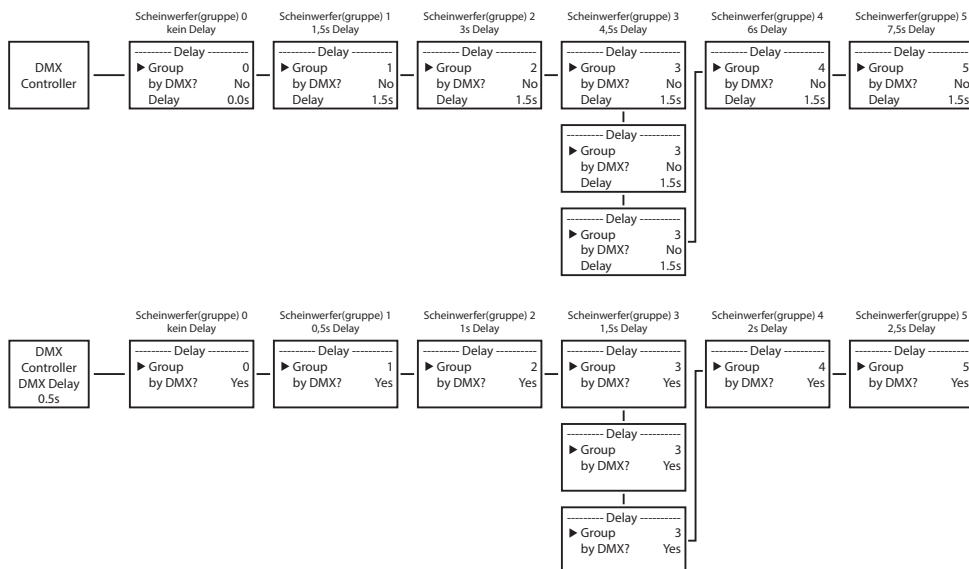 Scheinwerfer(gruppe) 0
kein Delay
Scheinwerfer(gruppe) 1
1,5s Delay
Scheinwerfer(gruppe) 2
3s Delay
Scheinwerfer(gruppe) 3
4,5s Delay
Scheinwerfer(gruppe) 4
6s Delay
Scheinwerfer(gruppe) 5
7,5s Delay
DMX
Controller
--------- Delay ----------
▶ Group 0
by DMX? No
Delay 0.0s
--------- Delay ----------
▶ Group 1
by DMX? No
Delay 1.5s
--------- Delay ----------
▶ Group 2
by DMX? No
Delay 1.5s
--------- Delay ----------
▶ Group 3
by DMX? No
Delay 1.5s
--------- Delay ----------
▶ Group 4
by DMX? No
Delay 1.5s
--------- Delay ----------
▶ Group 5
by DMX? No
Delay 1.5s
--------- Delay ----------
▶ Group 3
by DMX? No
Delay 1.5s
--------- Delay ----------
▶ Group 3
by DMX? No
Delay 1.5s
Scheinwerfer(gruppe) 0
kein Delay
Scheinwerfer(gruppe) 1
0,5s Delay
Scheinwerfer(gruppe) 2
1s Delay
Scheinwerfer(gruppe) 3
1,5s Delay
Scheinwerfer(gruppe) 4
2s Delay
Scheinwerfer(gruppe) 5
2,5s Delay
DMX
Controller
DMX Delay
0.5s
--------- Delay ----------
▶ Group 0
by DMX? Yes
--------- Delay ----------
▶ Group 1
by DMX? Yes
--------- Delay ----------
▶ Group 2
by DMX? Yes
--------- Delay ----------
▶ Group 3
by DMX? Yes
--------- Delay ----------
▶ Group 4
by DMX? Yes
--------- Delay ----------
▶ Group 5
by DMX? Yes
--------- Delay ----------
▶ Group 3
by DMX? Yes
--------- Delay ----------
▶ Group 3
by DMX? Yes